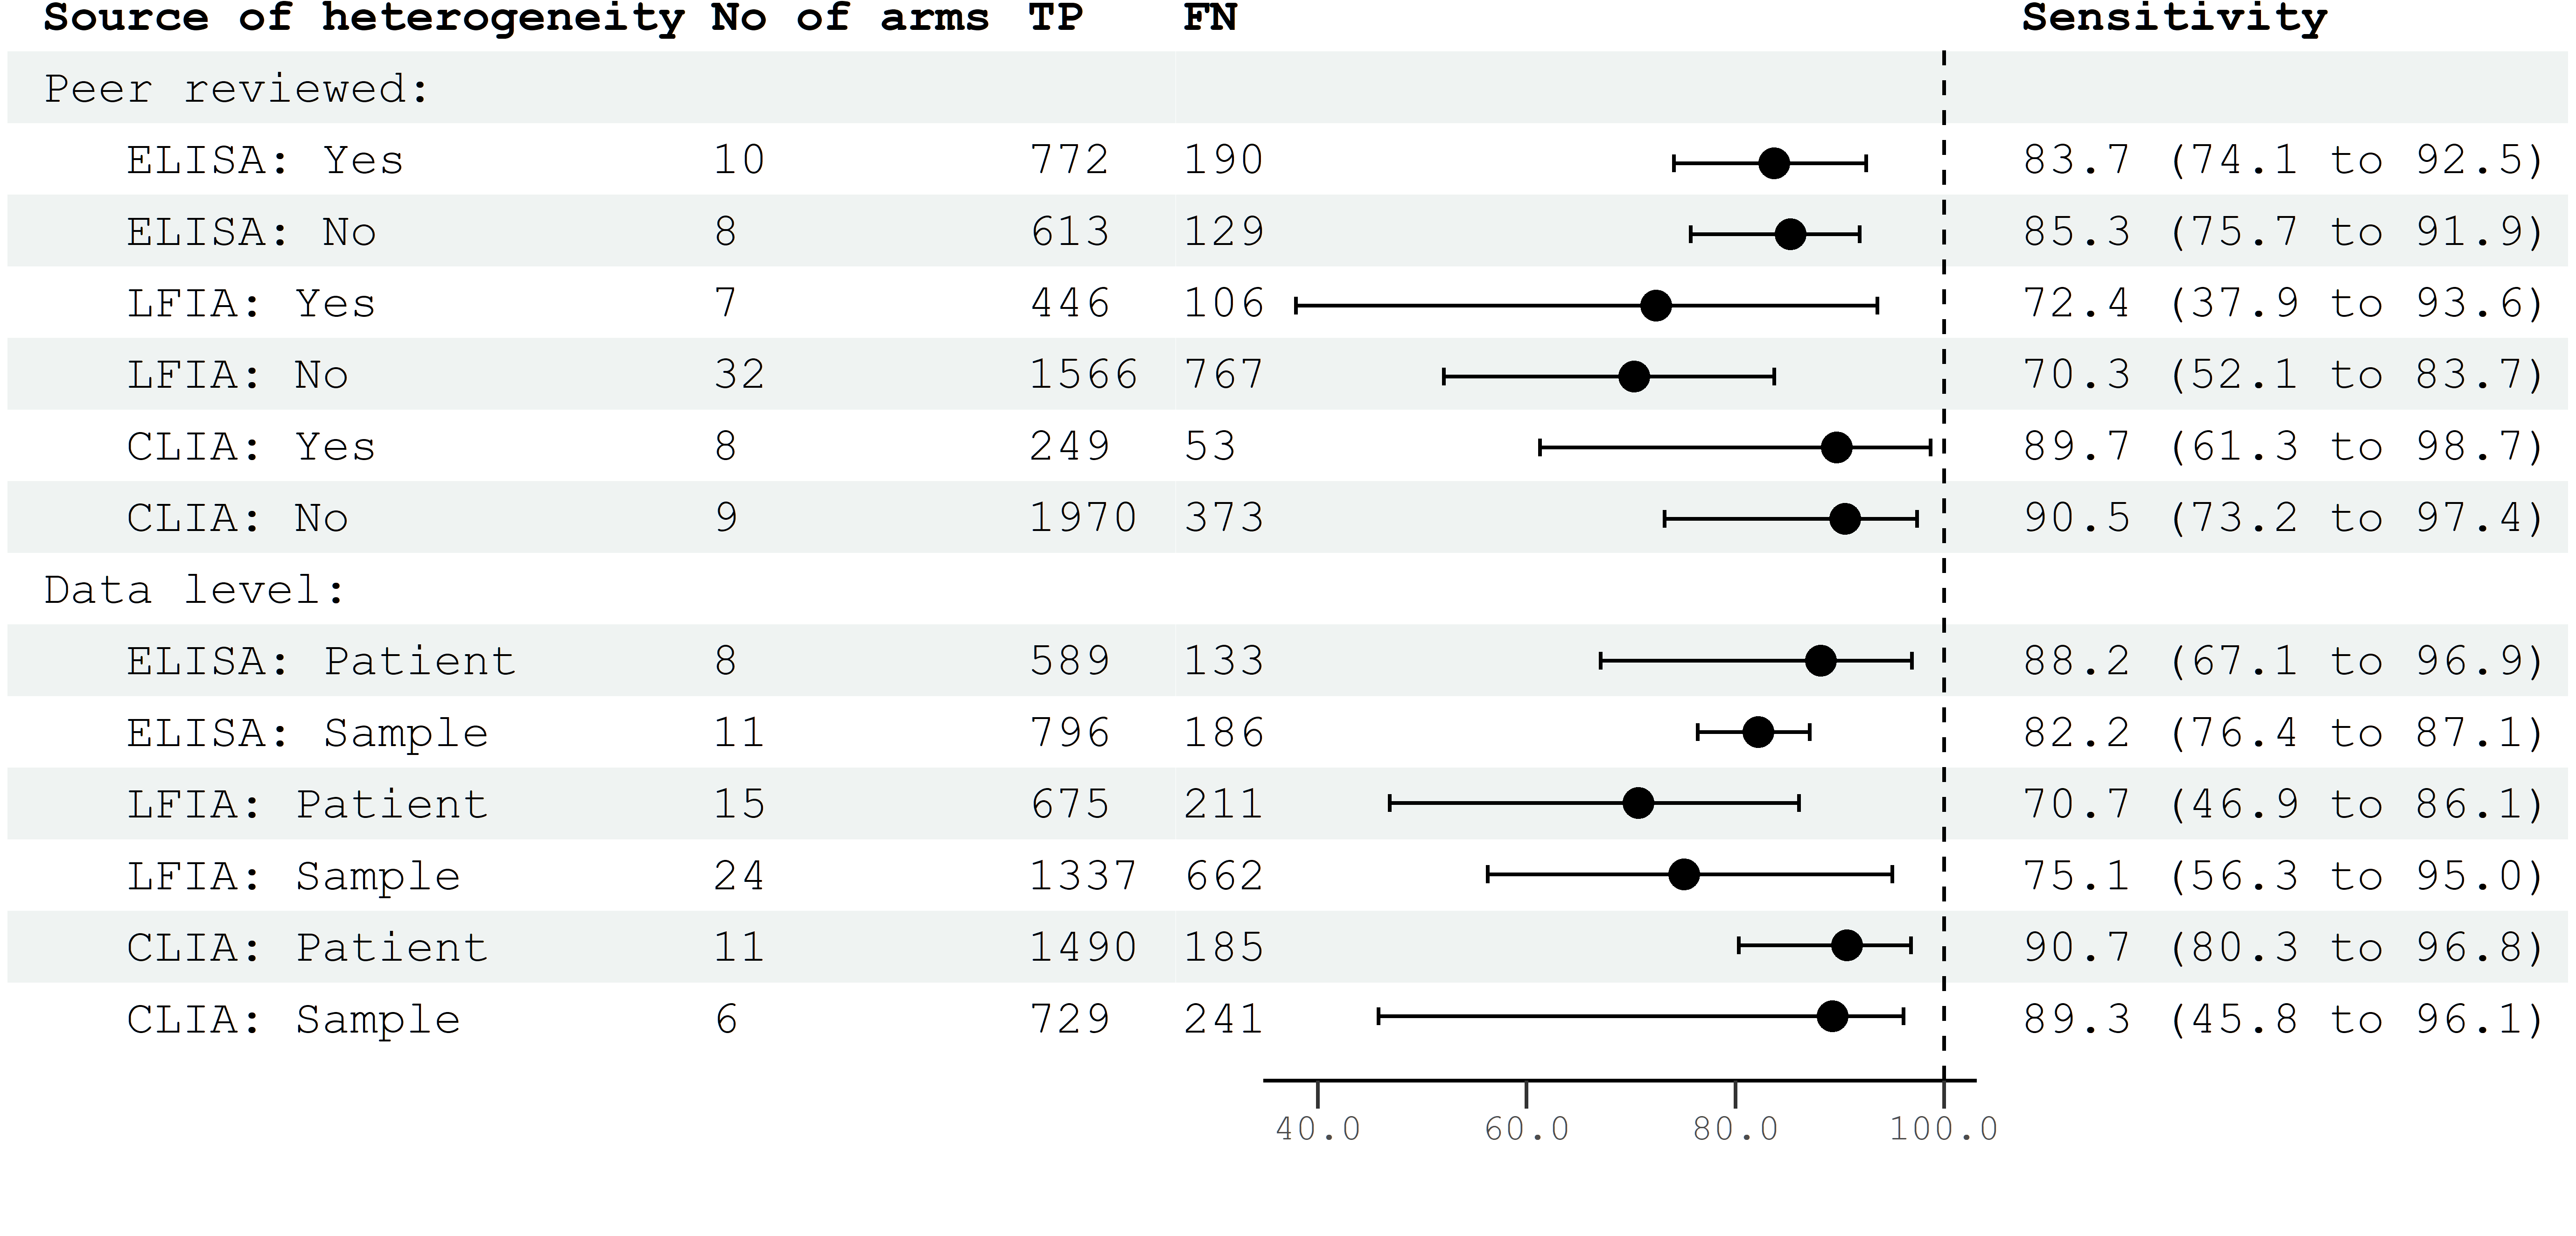 Source of heterogeneity No of arms TP FN Sensitivity
Peer reviewed:
ELISA: Yes 10 772 190 83.7 (74.1 to 92.5)
ELISA: No 8 613 129 85.3 (75.7 to 91.9)
LFIA: Yes 7 446 106 72.4 (37.9 to 93.6)
LFIA: No 32 1566 767 70.3 (52.1 to 83.7)
CLIA: Yes 8 249 53 89.7 (61.3 to 98.7)
CLIA: No 9 1970 373 90.5 (73.2 to 97.4)
Data level:
ELISA: Patient 8 589 133 88.2 (67.1 to 96.9)
ELISA: Sample 11 796 186 82.2 (76.4 to 87.1)
LFIA: Patient 15 675 211 70.7 (46.9 to 86.1)
LFIA: Sample 24 1337 662 75.1 (56.3 to 95.0)
CLIA: Patient 11 1490 185 90.7 (80.3 to 96.8)
CLIA: Sample 6 729 241 89.3 (45.8 to 96.1)
40.0 60.0 80.0 100.0